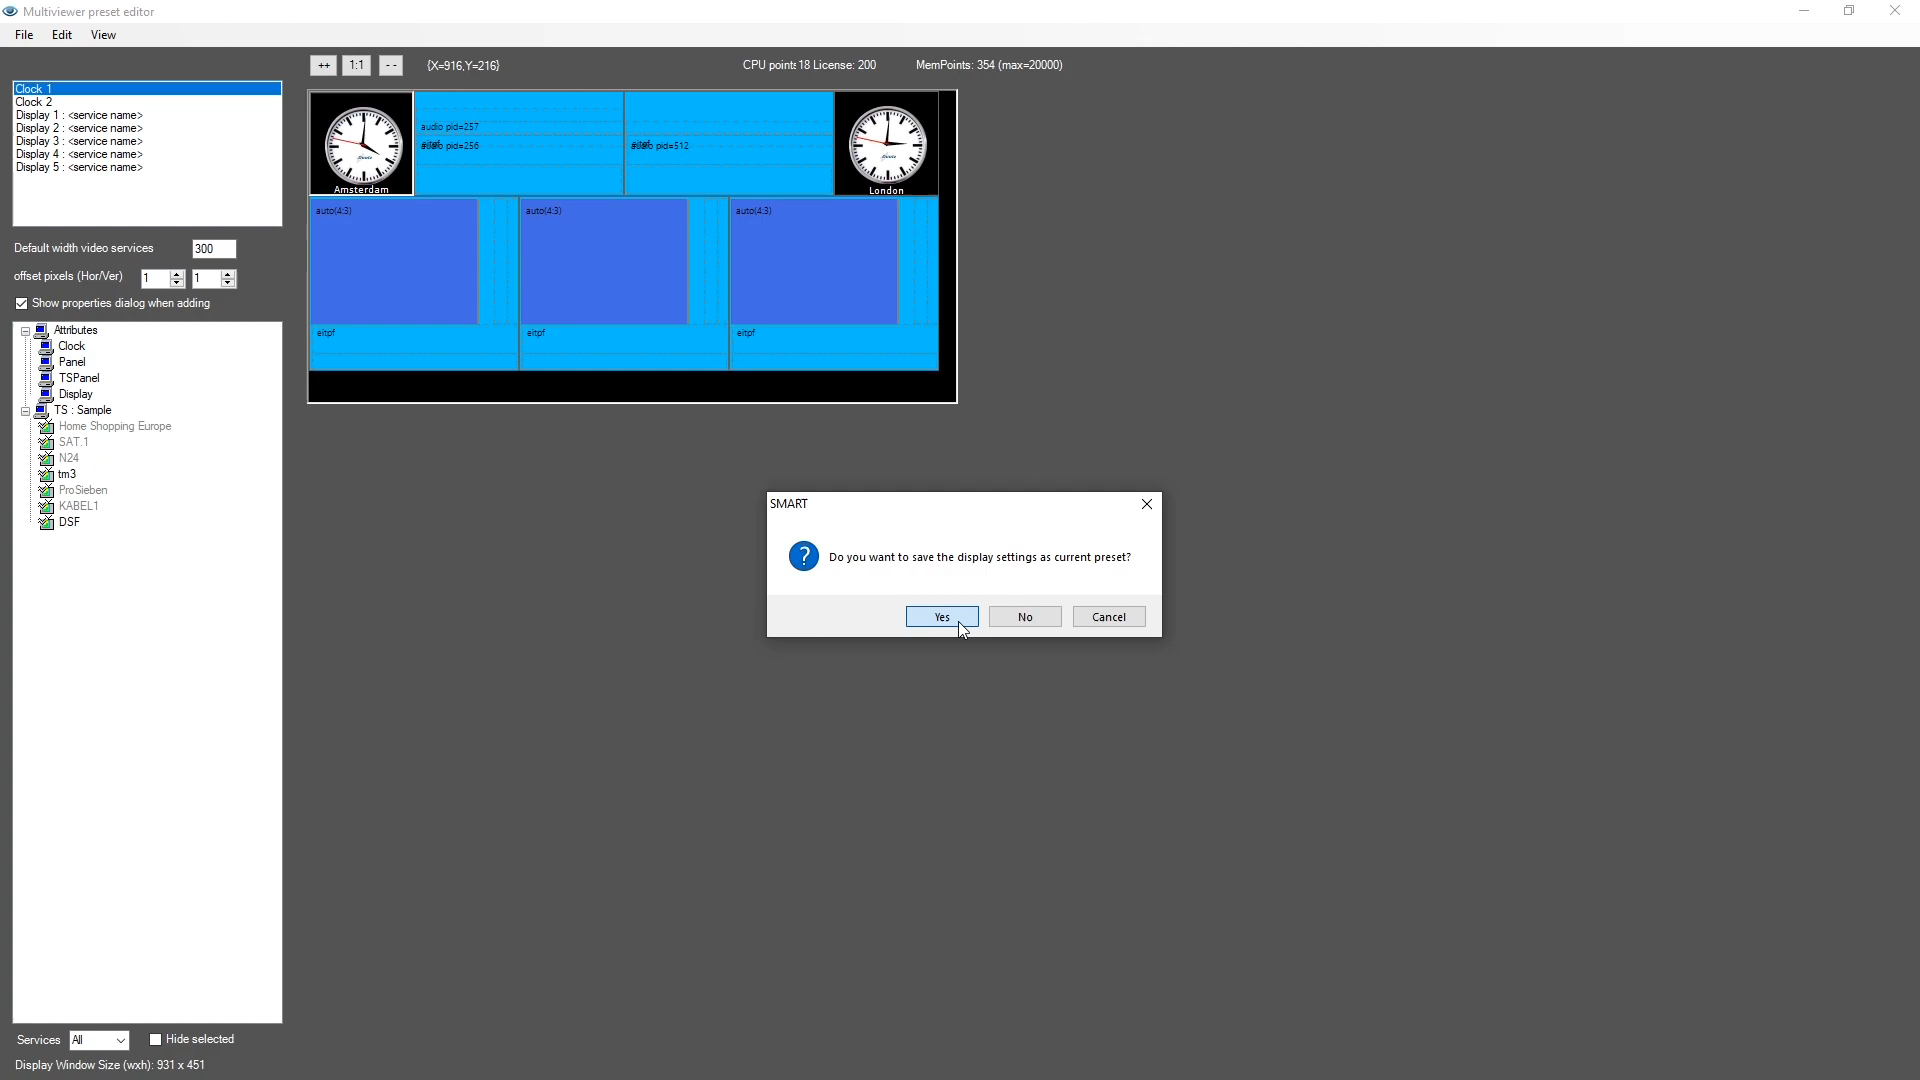 Multiviewer preset editor
File Edit View
++ 1:1 -- {X=916,Y=216} CPU points 18 License: 200 MemPoints: 354 (max=20000)
Clock 1
Clock 2
Display 1 : <service name>
Display 2 : <service name>
Display 3 : <service name>
Display 4 : <service name>
Display 5 : <service name>
Default width video services 300
offset pixels (Hor/Ver) 1 1
Show properties dialog when adding
Attributes
Clock
Panel
TSPanel
Display
TS : Sample
Home Shopping Europe
SAT.1
N24
tm3
ProSieben
KABEL1
DSF
Services All Hide selected
Display Window Size (wxh): 931 x 451
Amsterdam
audio pid=257
audio pid=256
audio pid=512
London
auto(4:3) auto(4:3) auto(4:3)
eitpf eitpf eitpf
SMART
Do you want to save the display settings as current preset?
Yes No Cancel